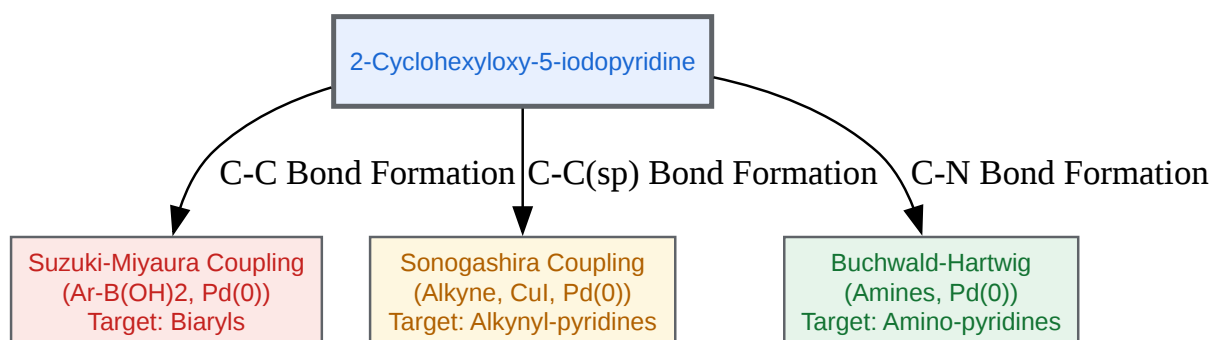 2-Cyclohexyloxy-5-iodopyridine
C-C Bond Formation
C-C(sp) Bond Formation
C-N Bond Formation
Suzuki-Miyaura Coupling
(Ar-B(OH)2, Pd(0))
Target: Biaryls
Sonogashira Coupling
(Alkyne, CuI, Pd(0))
Target: Alkynyl-pyridines
Buchwald-Hartwig
(Amines, Pd(0))
Target: Amino-pyridines